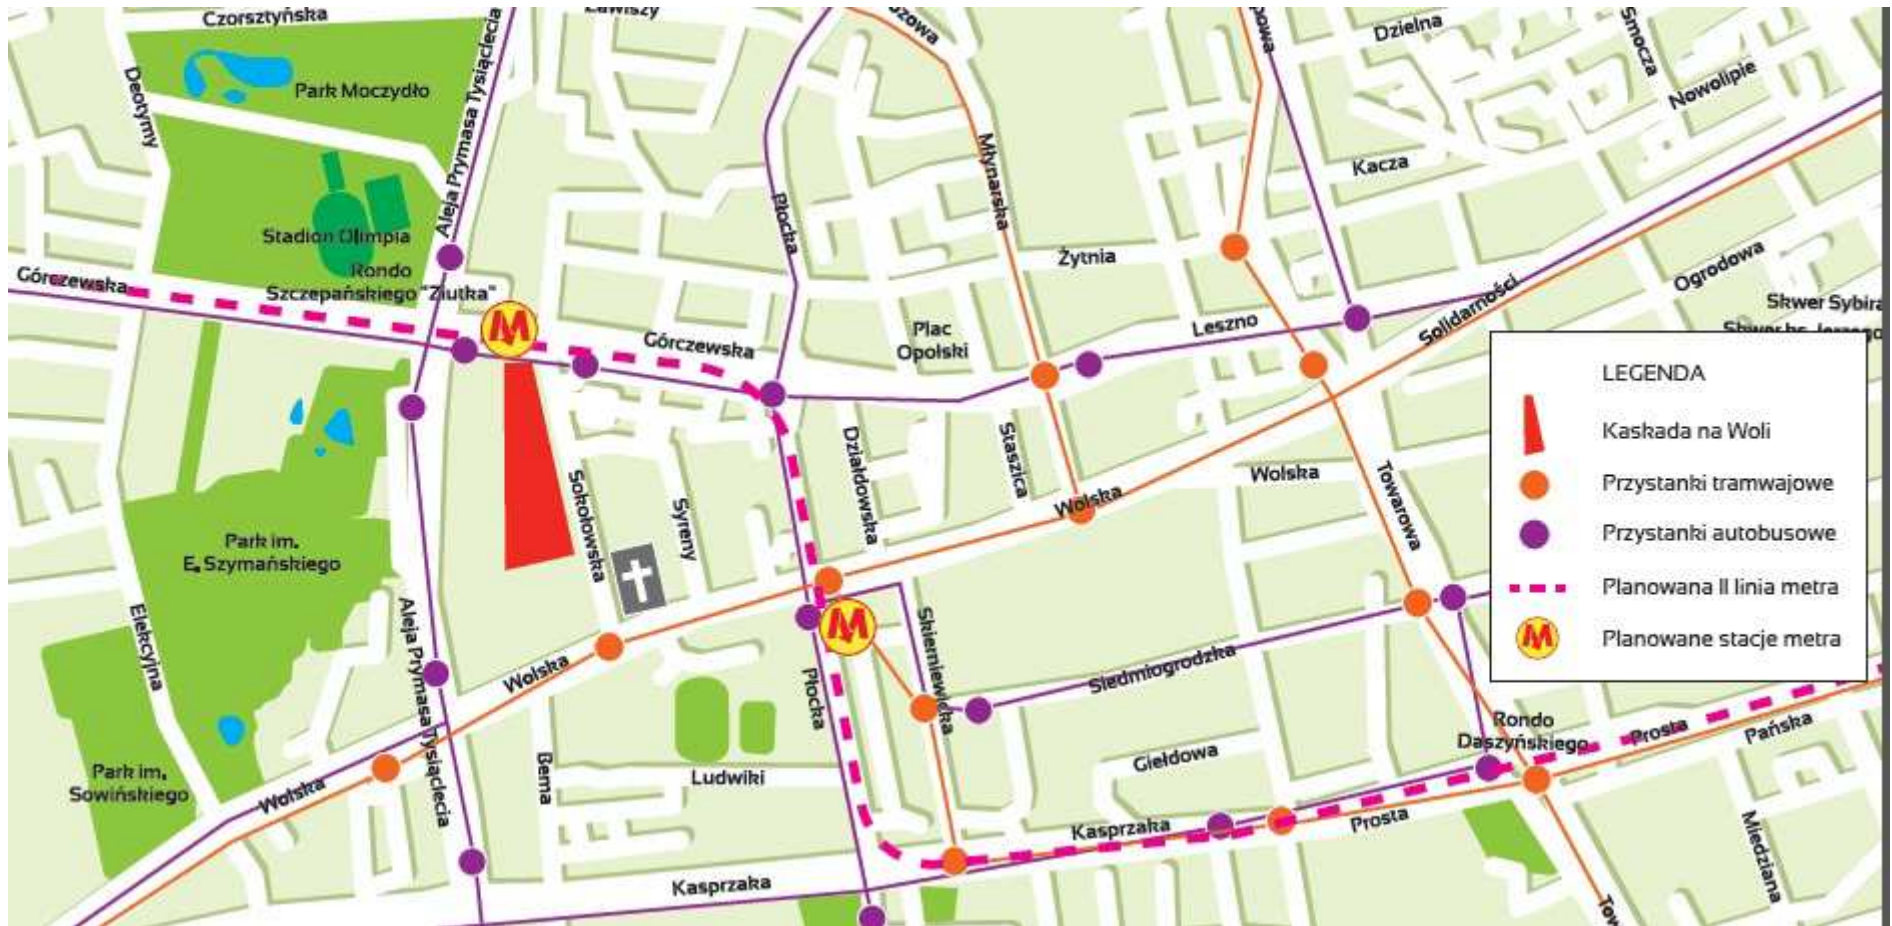 Czorsztyńska
Zawiszy
Dzielna
Smocza
Nowolipie
Park Moczydło
Deotymy
Aleja Prymasa Tysiąclecia
Młynarska
Kacza
Płocka
Stadion Olimpia
Żytnia
Ogrodowa
Górczewska
Rondo
Szczepańskiego "Ziutka"
M
Skwer Sybira
Górczewska
Plac
Opolski
Leszno
Solidarności
LEGENDA
Kaskada na Woli
Przystanki tramwajowe
Przystanki autobusowe
Planowana II linia metra
M
Planowane stacje metra
Działdowska
Staszica
Wolska
Wolska
Towarowa
Sokołowska
Syreny
Park im.
E. Szymańskiego
Elekcyjna
Aleja Prymasa Tysiąclecia
M
Skierniewicka
Siedmiogrodzka
Wolska
Płocka
Rondo
Daszyńskiego
Prosta
Pańska
Giełdowa
Park im.
Sowińskiego
Wolska
Bema
Ludwiki
Kasprzaka
Prosta
Miedziana
Kasprzaka
Tow